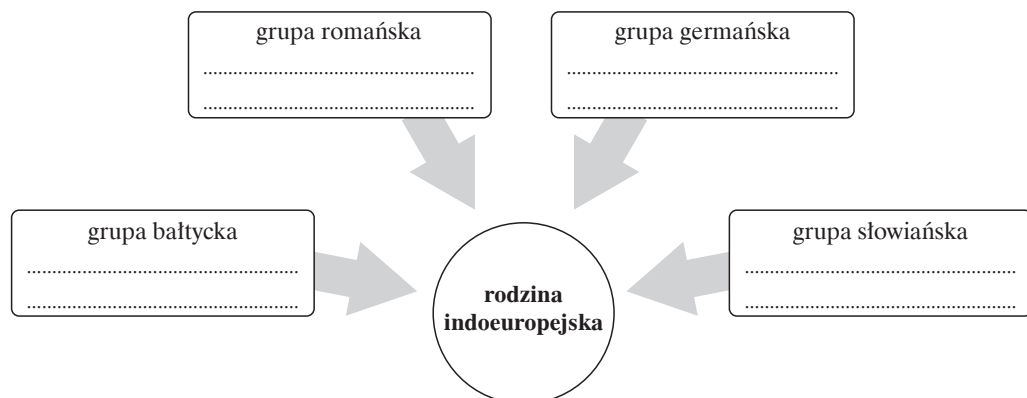 grupa romańska
..........................................................
..........................................................
grupa germańska
..........................................................
..........................................................
grupa bałtycka
..........................................................
..........................................................
rodzina
indoeuropejska
grupa słowiańska
..........................................................
..........................................................